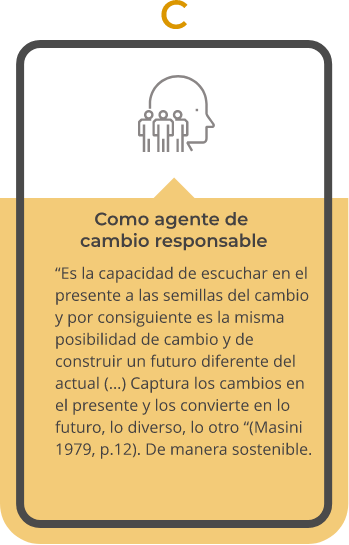 C
Como agente de
cambio responsable
“Es la capacidad de escuchar en el
presente a las semillas del cambio
y por consiguiente es la misma
posibilidad de cambio y de
construir un futuro diferente del
actual (...) Captura los cambios en
el presente y los convierte en lo
futuro, lo diverso, lo otro “(Masini
1979, p.12). De manera sostenible.